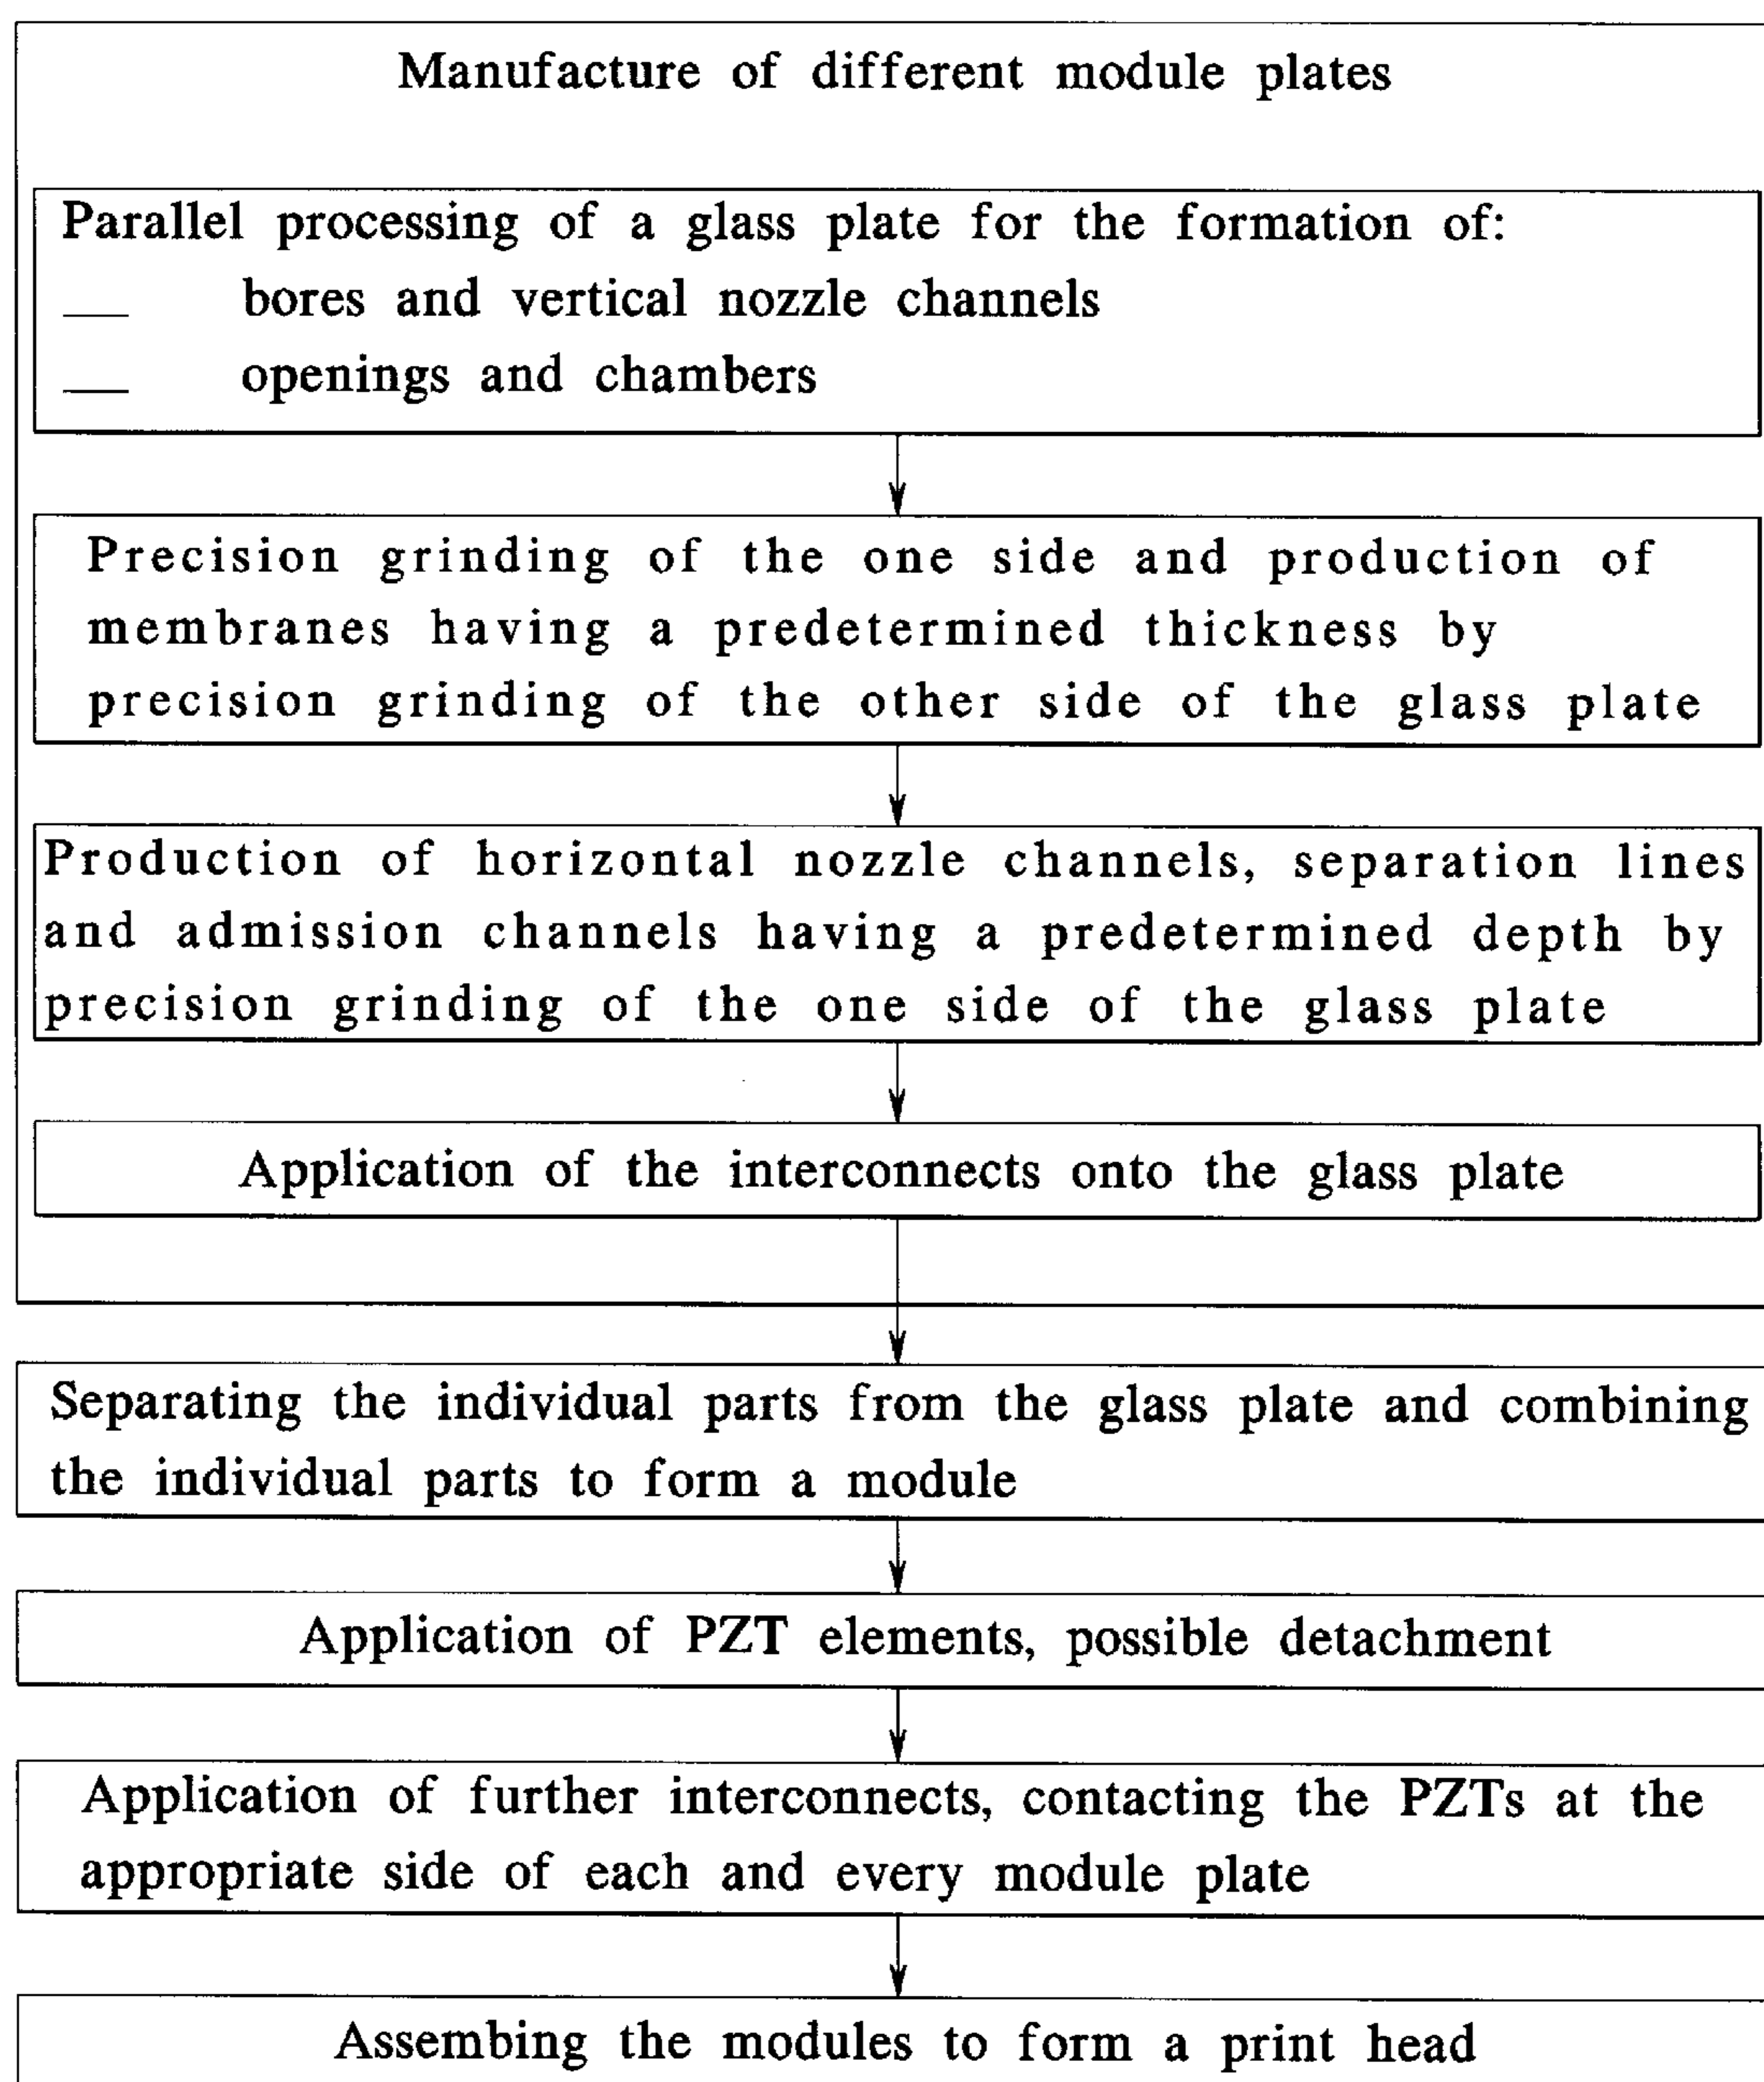 Manufacture of different module plates
Parallel processing of a glass plate for the formation of:
__ bores and vertical nozzle channels
__ openings and chambers
Precision grinding of the one side and production of
membranes having a predetermined thickness by
precision grinding of the other side of the glass plate
Production of horizontal nozzle channels, separation lines
and admission channels having a predetermined depth by
precision grinding of the one side of the glass plate
Application of the interconnects onto the glass plate
Separating the individual parts from the glass plate and combining
the individual parts to form a module
Application of PZT elements, possible detachment
Application of further interconnects, contacting the PZTs at the
appropriate side of each and every module plate
Assembing the modules to form a print head